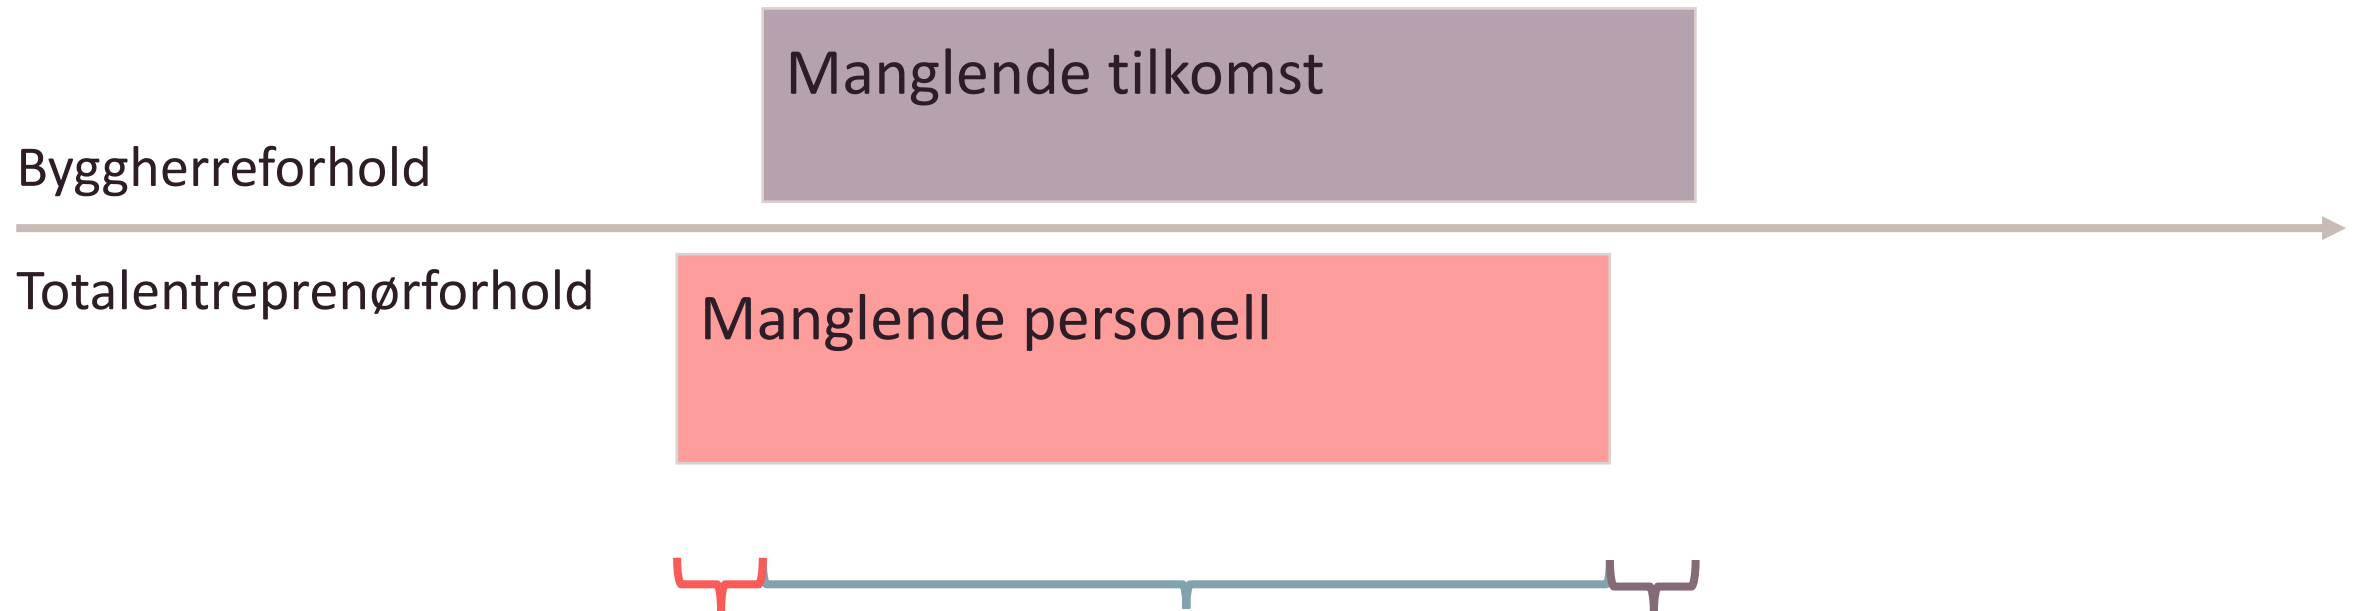 Manglende tilkomst
Byggherreforhold
Totalentreprenørforhold
Manglende personell